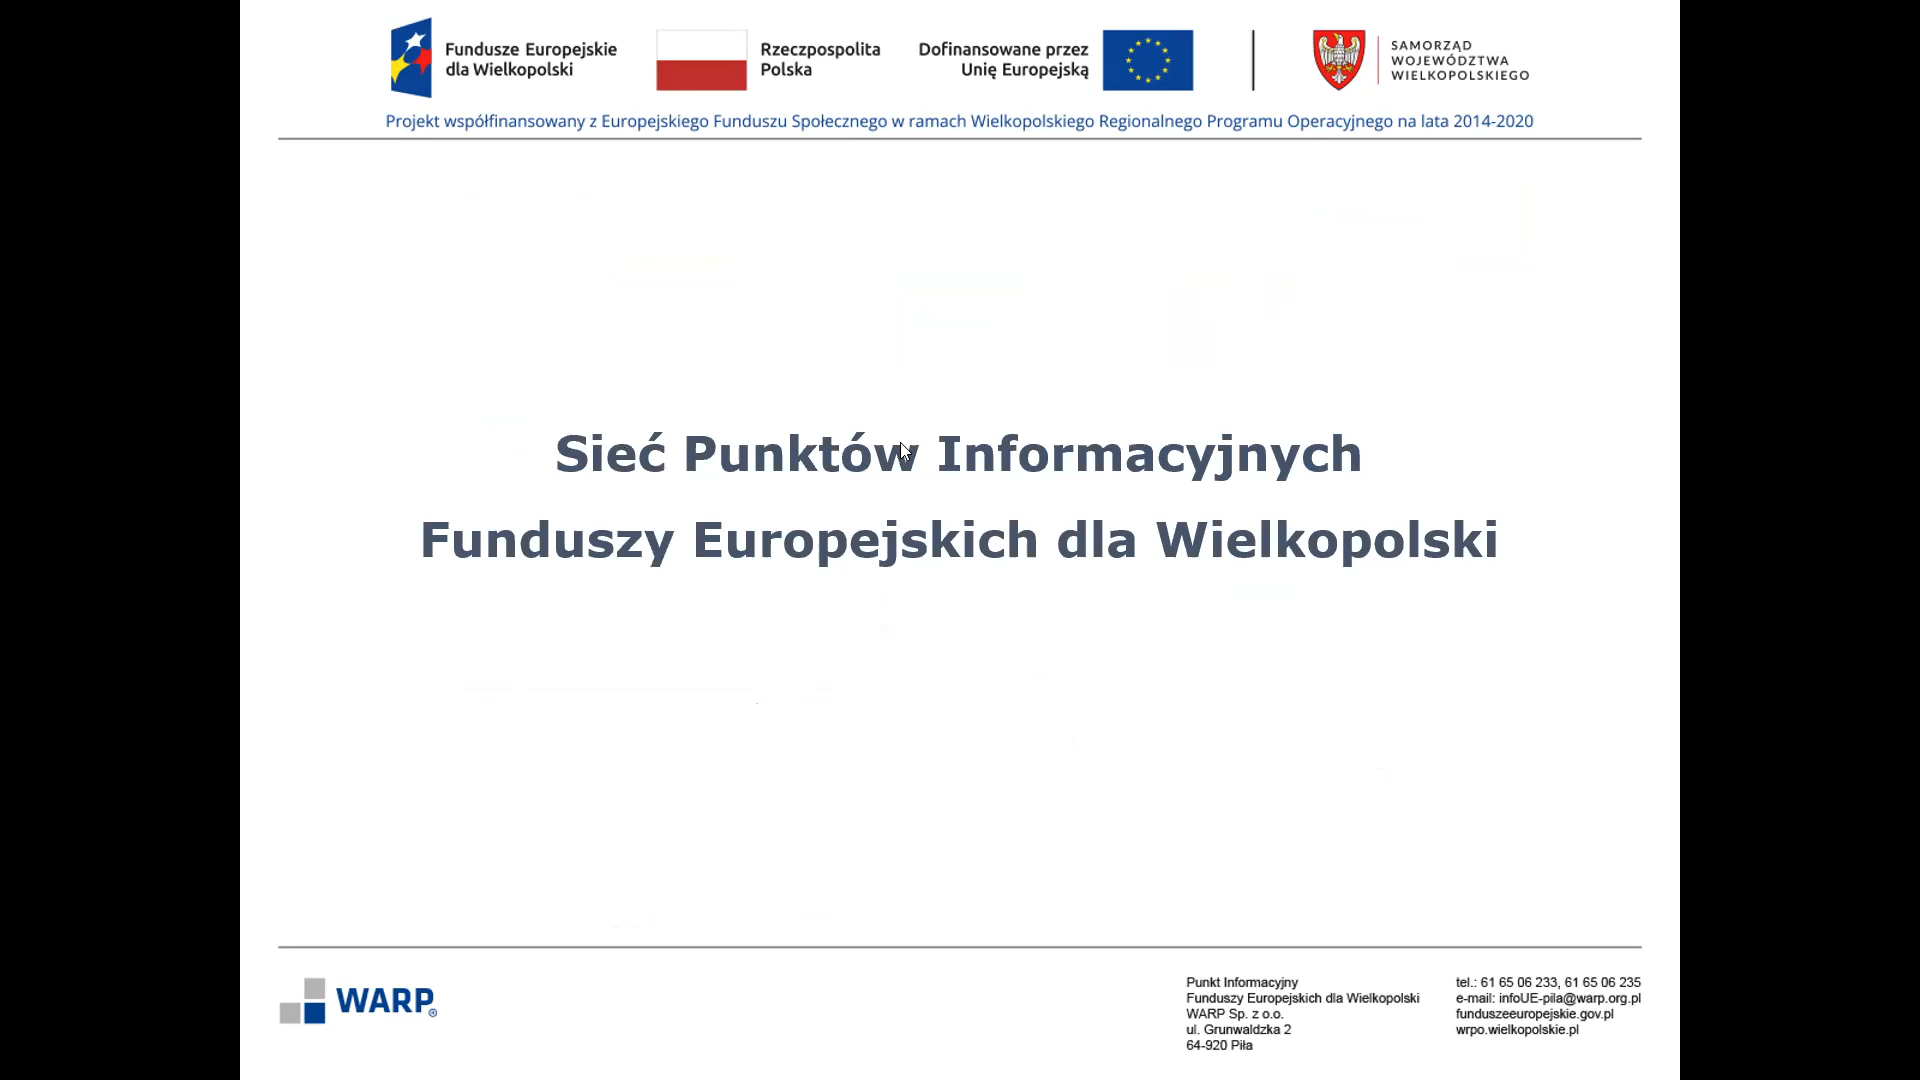 Fundusze Europejskie
dla Wielkopolski
Rzeczpospolita
Polska
Dofinansowane przez
Unię Europejską
SAMORZĄD
WOJEWÓDZTWA
WIELKOPOLSKIEGO
Projekt współfinansowany z Europejskiego Funduszu Społecznego w ramach Wielkopolskiego Regionalnego Programu Operacyjnego na lata 2014-2020
Sieć Punktów Informacyjnych
Funduszy Europejskich dla Wielkopolski
WARP®
Punkt Informacyjny
Funduszy Europejskich dla Wielkopolski
WARP Sp. z o.o.
ul. Grunwaldzka 2
64-920 Piła
tel.: 61 65 06 233, 61 65 06 235
e-mail: infoUE-pila@warp.org.pl
funduszeeuropejskie.gov.pl
wrpo.wielkopolskie.pl